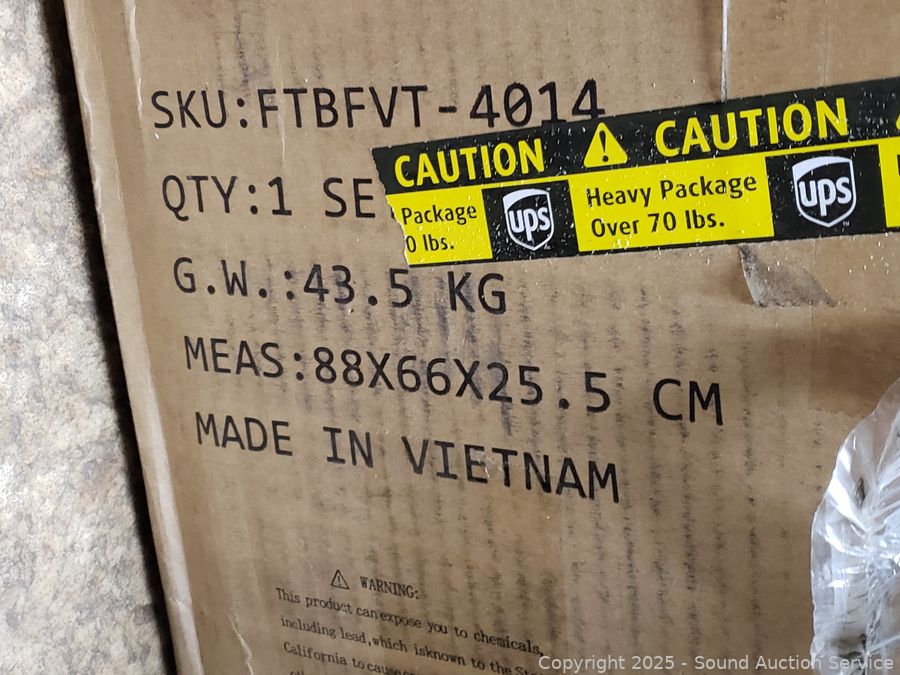 SKU:FTBFVT-4014
CAUTION ⚠ CAUTION
QTY:1 SE
Package
0 lbs.
ups
Heavy Package
Over 70 lbs.
ups
G.W.:43.5 KG
MEAS:88X66X25.5 CM
MADE IN VIETNAM
⚠ WARNING:
This product can expose you to chemicals,
including lead,which isknown to the
California to cause
Copyright 2025 - Sound Auction Service